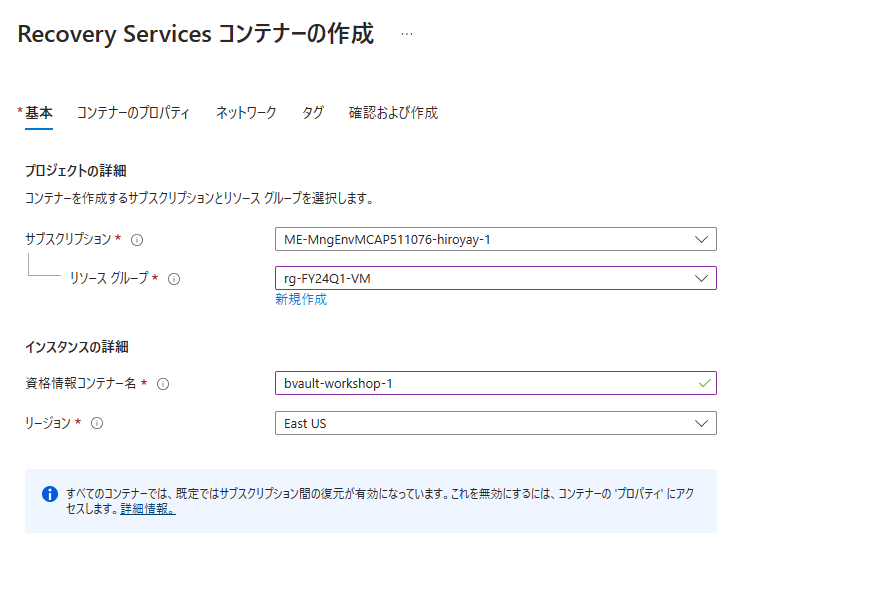 Recovery Services コンテナーの作成 …
* 基本 コンテナーのプロパティ ネットワーク タグ 確認および作成
プロジェクトの詳細
コンテナーを作成するサブスクリプションとリソース グループを選択します。
サブスクリプション * ME-MngEnvMCAP511076-hiroyay-1
リソース グループ * rg-FY24Q1-VM
新規作成
インスタンスの詳細
資格情報コンテナー名 * bvault-workshop-1
リージョン * East US
すべてのコンテナーでは、既定ではサブスクリプション間の復元が有効になっています。これを無効にするには、コンテナーの 'プロパティ' にアク
セスします。詳細情報。